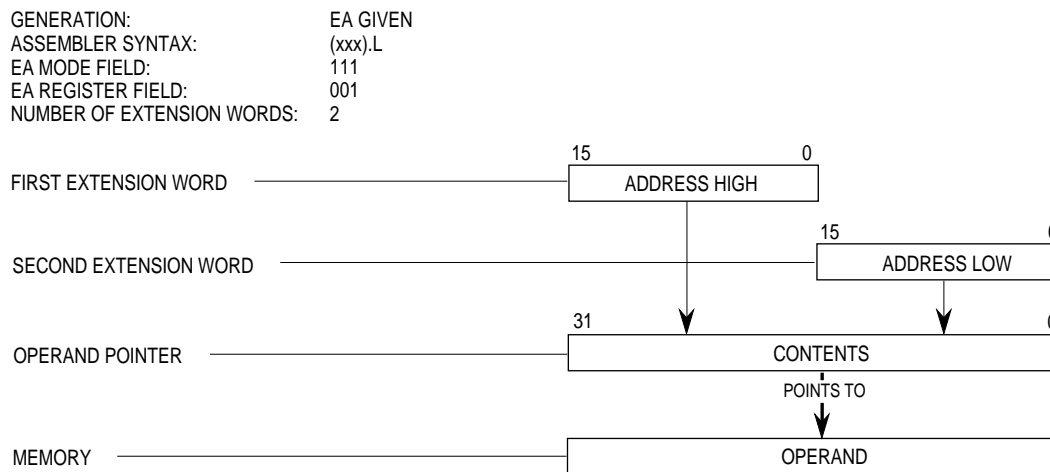 GENERATION: EA GIVEN
ASSEMBLER SYNTAX: (xxx).L
EA MODE FIELD: 111
EA REGISTER FIELD: 001
NUMBER OF EXTENSION WORDS: 2
15 0
FIRST EXTENSION WORD ADDRESS HIGH
15
SECOND EXTENSION WORD ADDRESS LOW
31
OPERAND POINTER CONTENTS
POINTS TO
MEMORY OPERAND